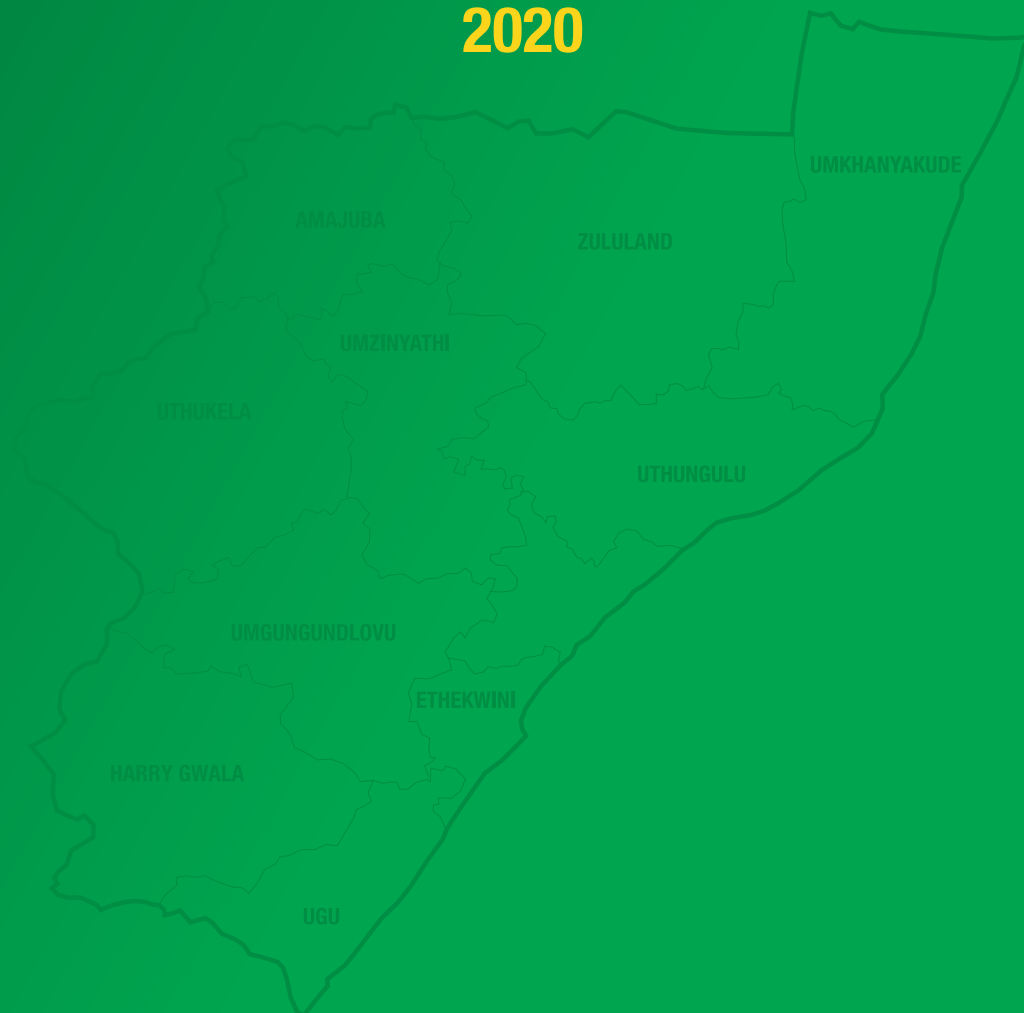 2020
UMKHANYAKUDE
AMAJUBA
ZULULAND
UMZINYATHI
UTHUKELA
UTHUNGULU
UMGUNGUNDLOVU
ETHEKWINI
HARRY GWALA
UGU